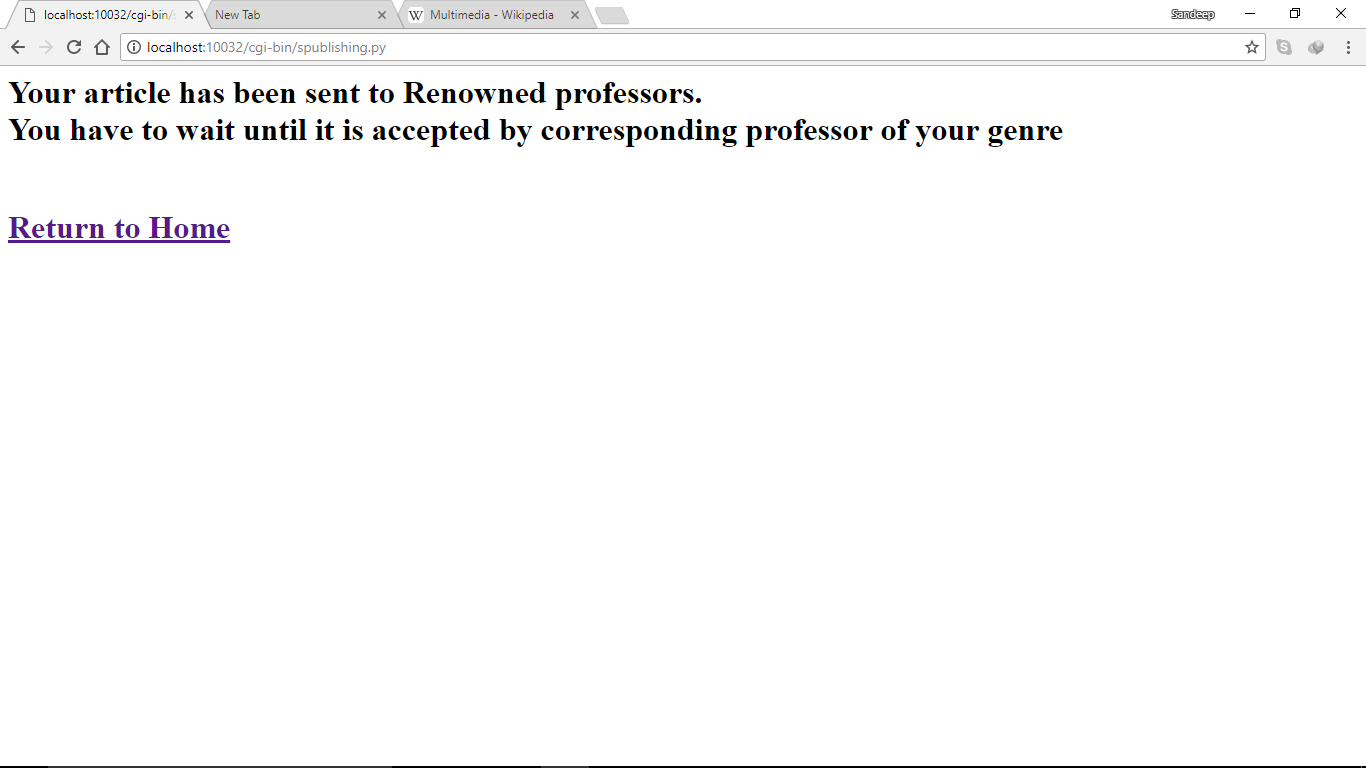 localhost:10032/cgi-bin/s
New Tab
W Multimedia - Wikipedia
Sandeep
localhost:10032/cgi-bin/spublishing.py
Your article has been sent to Renowned professors.
You have to wait until it is accepted by corresponding professor of your genre
Return to Home